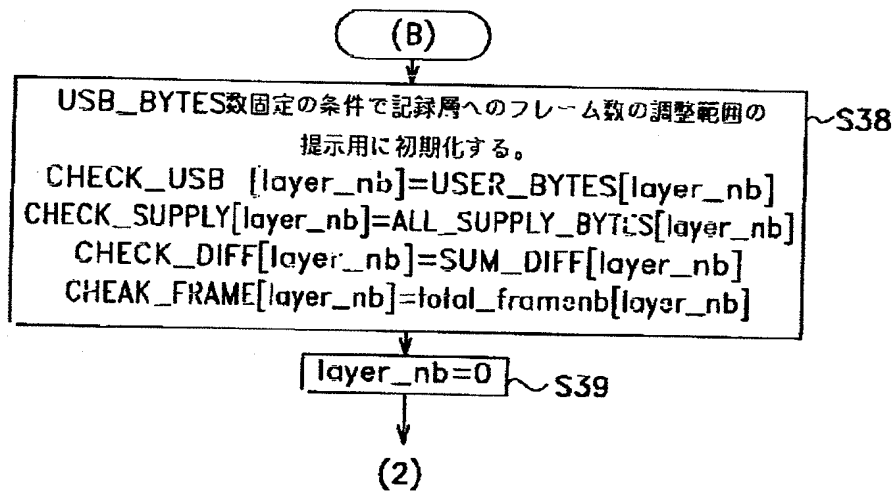 (B)
USB_BYTES数固定の条件で記録層へのフレーム数の調整範囲の
提示用に初期化する。
CHECK_USB [layer_nb]=USER_BYTES[layer_nb]
CHECK_SUPPLY[layer_nb]=ALL_SUPPLY_BYTES[layer_nb]
CHECK_DIFF[layer_nb]=SUM_DIFF[layer_nb]
CHEAK_FRAME[layer_nb]=total_framenb[layer_nb]
S38
layer_nb=0
S39
(2)